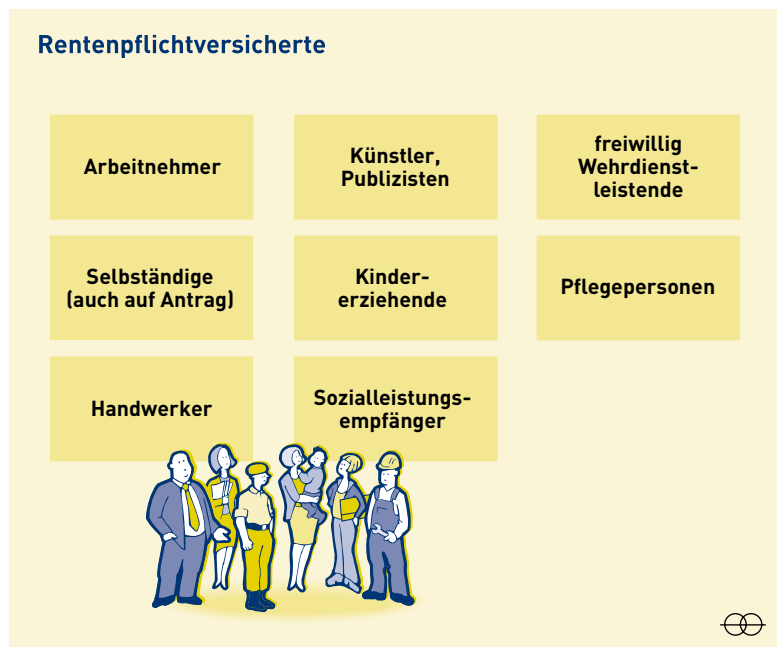 Rentenpflichtversicherte
Arbeitnehmer
Künstler,
Publizisten
freiwillig
Wehrdienst-
leistende
Selbständige
(auch auf Antrag)
Kinder-
erziehende
Pflegepersonen
Handwerker
Sozialleistungs-
empfänger